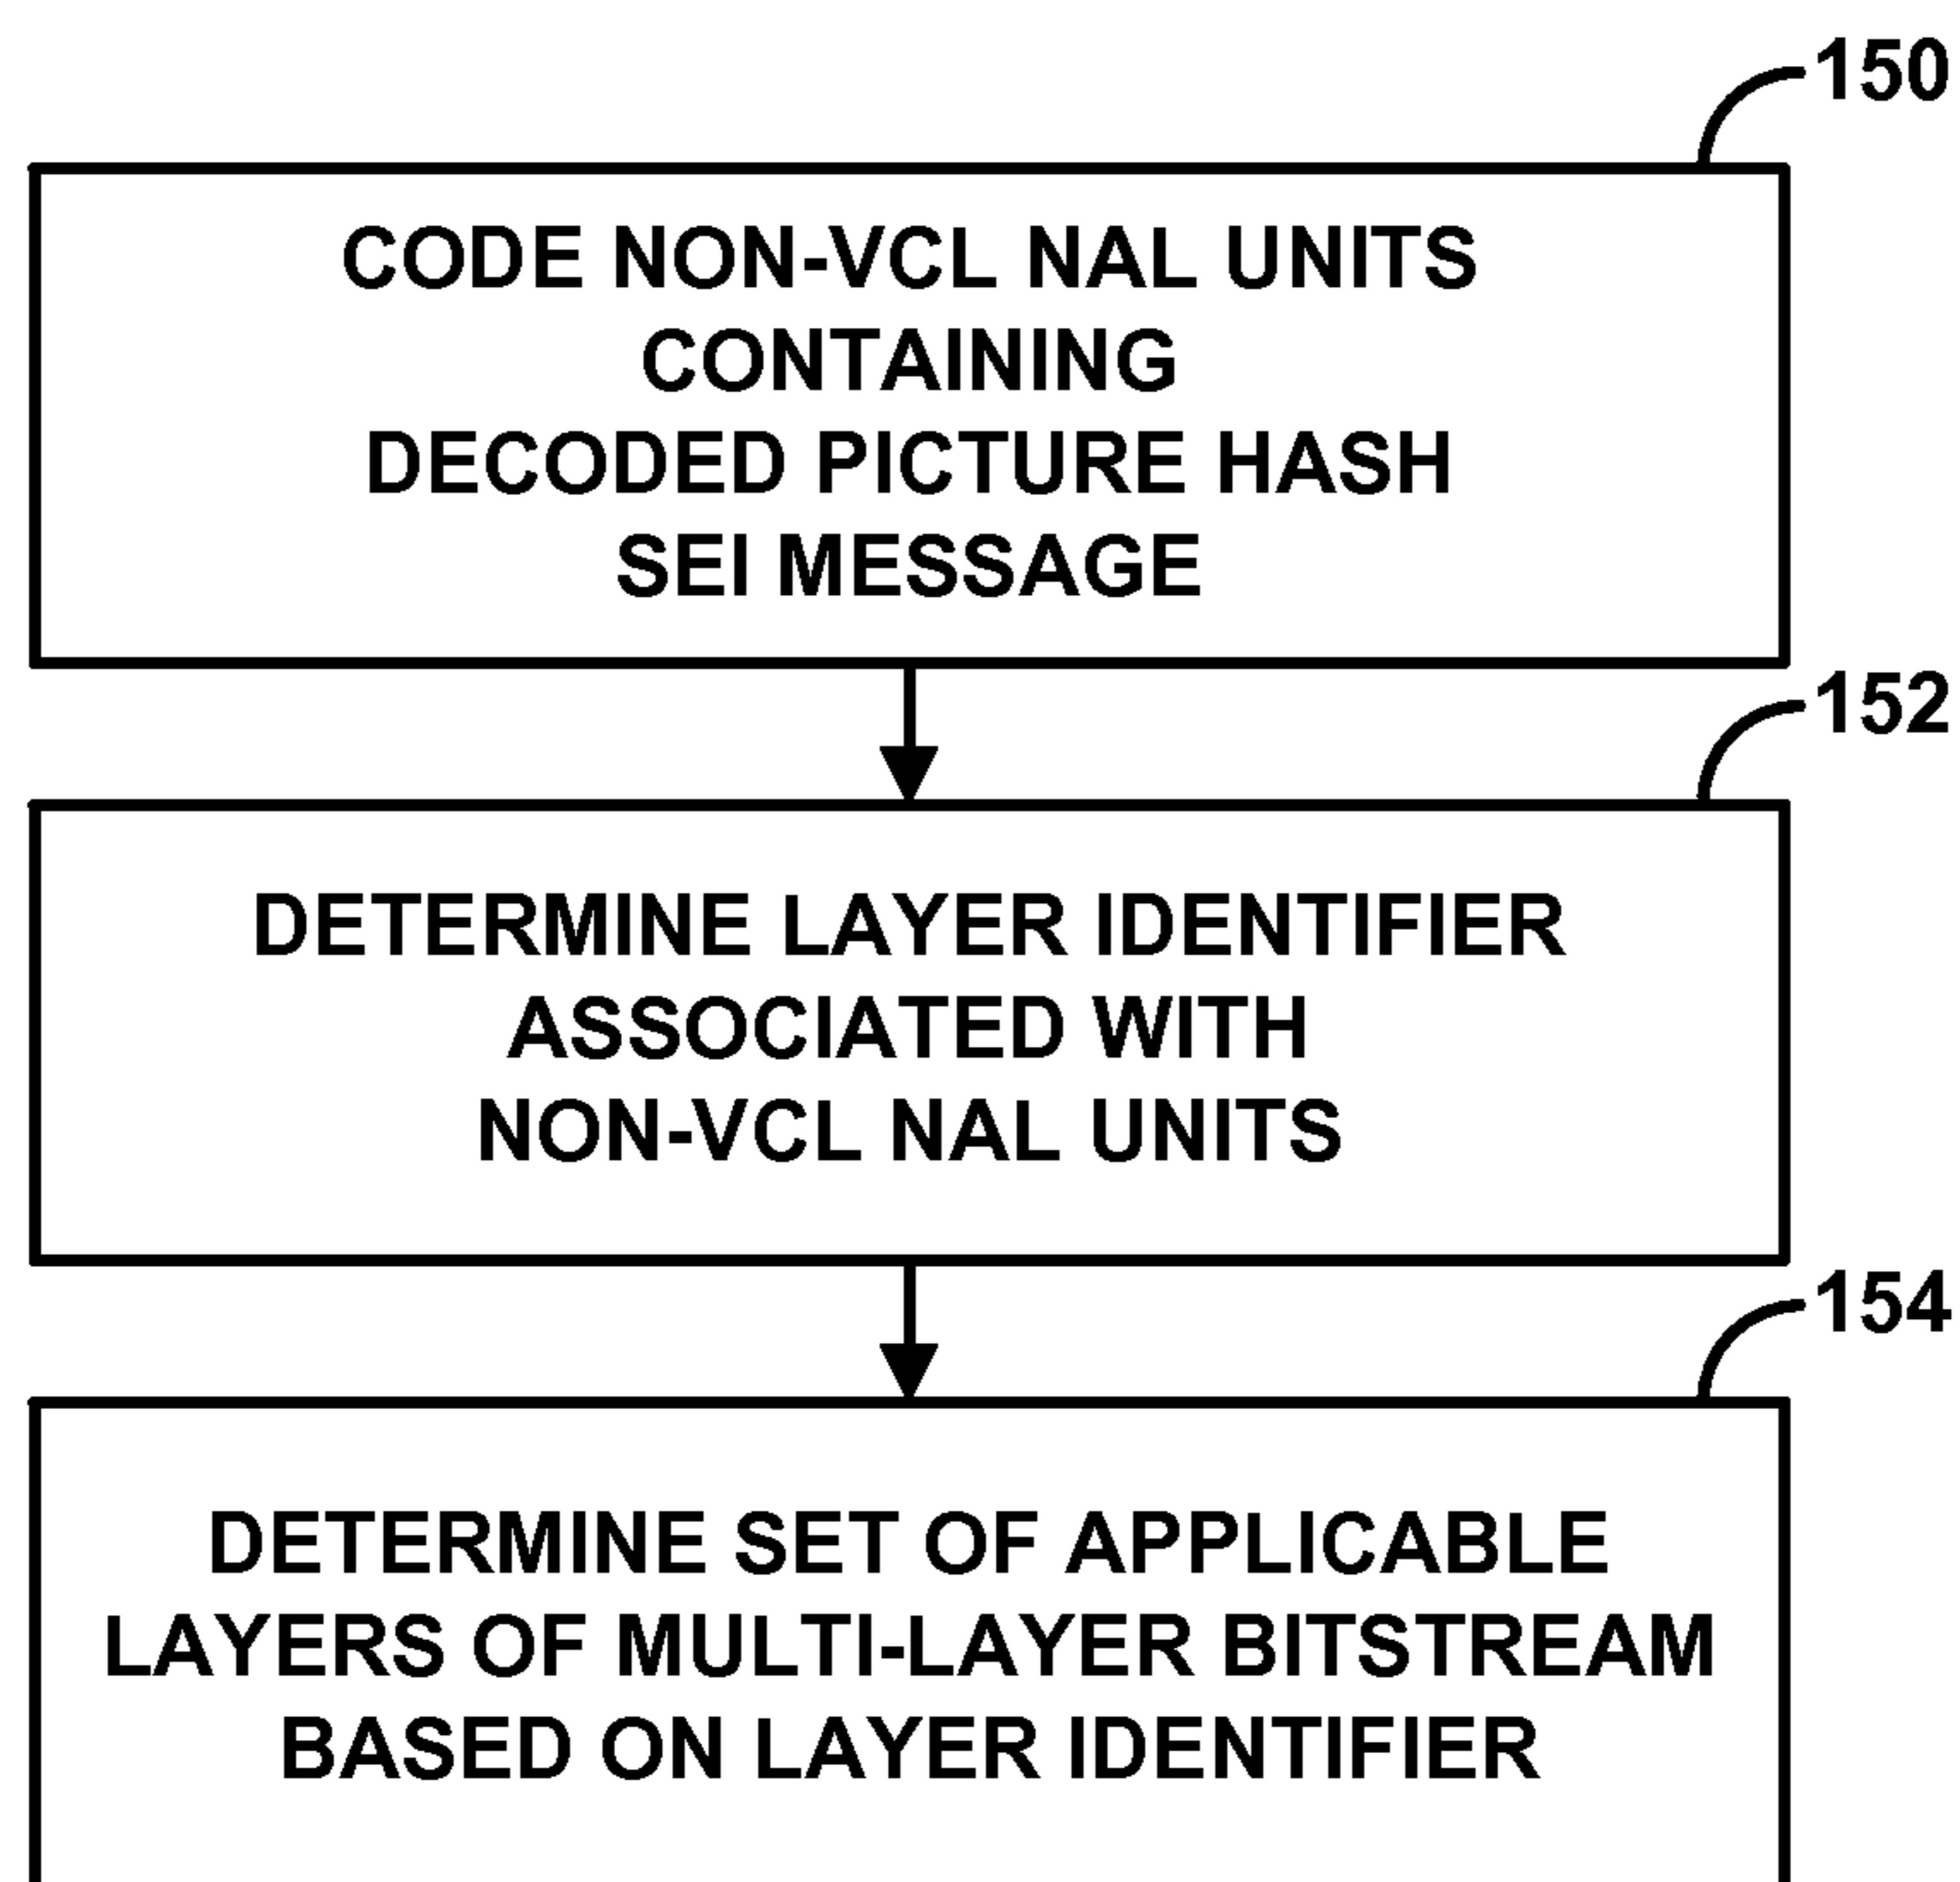 150
CODE NON-VCL NAL UNITS
CONTAINING
DECODED PICTURE HASH
SEI MESSAGE
152
DETERMINE LAYER IDENTIFIER
ASSOCIATED WITH
NON-VCL NAL UNITS
154
DETERMINE SET OF APPLICABLE
LAYERS OF MULTI-LAYER BITSTREAM
BASED ON LAYER IDENTIFIER